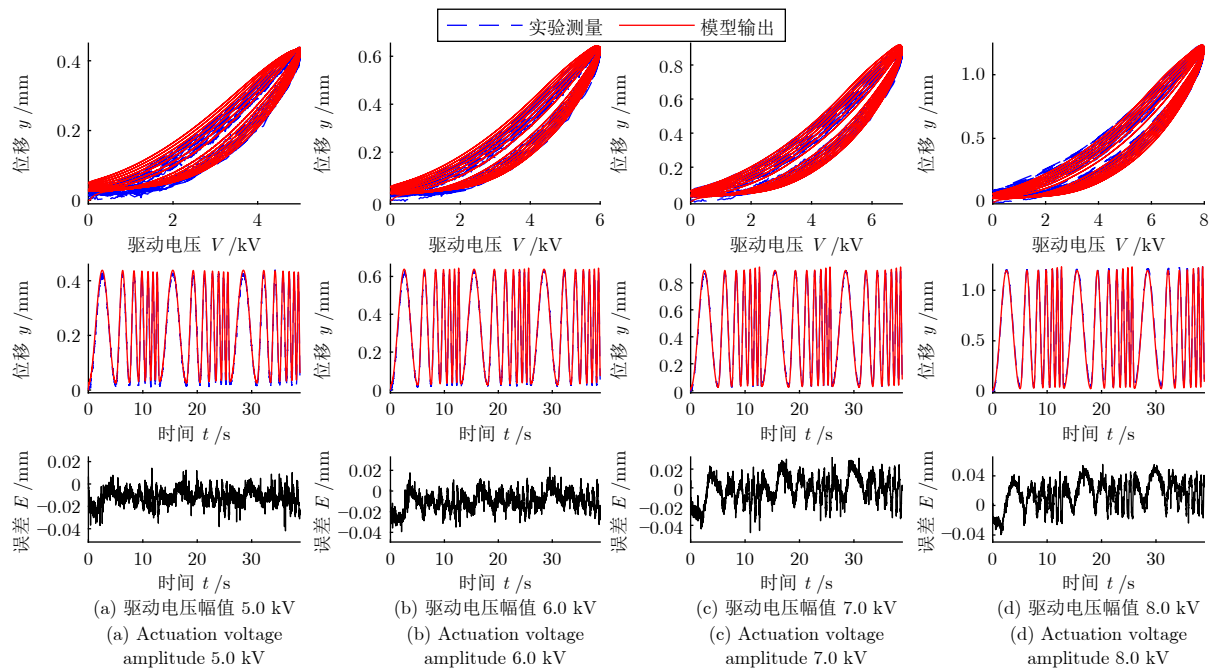 实验测量 模型输出
0.4
0.2
0
位移 y /mm
0 2 4
驱动电压 V /kV
0.6
0.4
0.2
0
位移 y /mm
0 2 4 6
驱动电压 V /kV
0.8
0.6
0.4
0.2
0
位移 y /mm
0 2 4 6
驱动电压 V /kV
1.0
0.5
0
位移 y /mm
0 2 4 6 8
驱动电压 V /kV
0.4
0.2
0
位移 y /mm
0 10 20 30
时间 t /s
0.6
0.4
0.2
0
位移 y /mm
0 10 20 30
时间 t /s
0.8
0.6
0.4
0.2
0
位移 y /mm
0 10 20 30
时间 t /s
1.0
0.5
0
位移 y /mm
0 10 20 30
时间 t /s
0.02
0
−0.02
−0.04
误差 E /mm
0 10 20 30
时间 t /s
0.02
0
−0.02
−0.04
误差 E /mm
0 10 20 30
时间 t /s
0.02
0
−0.02
−0.04
误差 E /mm
0 10 20 30
时间 t /s
0.04
0
−0.04
误差 E /mm
0 10 20 30
时间 t /s
(a) 驱动电压幅值 5.0 kV
(a) Actuation voltage
amplitude 5.0 kV
(b) 驱动电压幅值 6.0 kV
(b) Actuation voltage
amplitude 6.0 kV
(c) 驱动电压幅值 7.0 kV
(c) Actuation voltage
amplitude 7.0 kV
(d) 驱动电压幅值 8.0 kV
(d) Actuation voltage
amplitude 8.0 kV